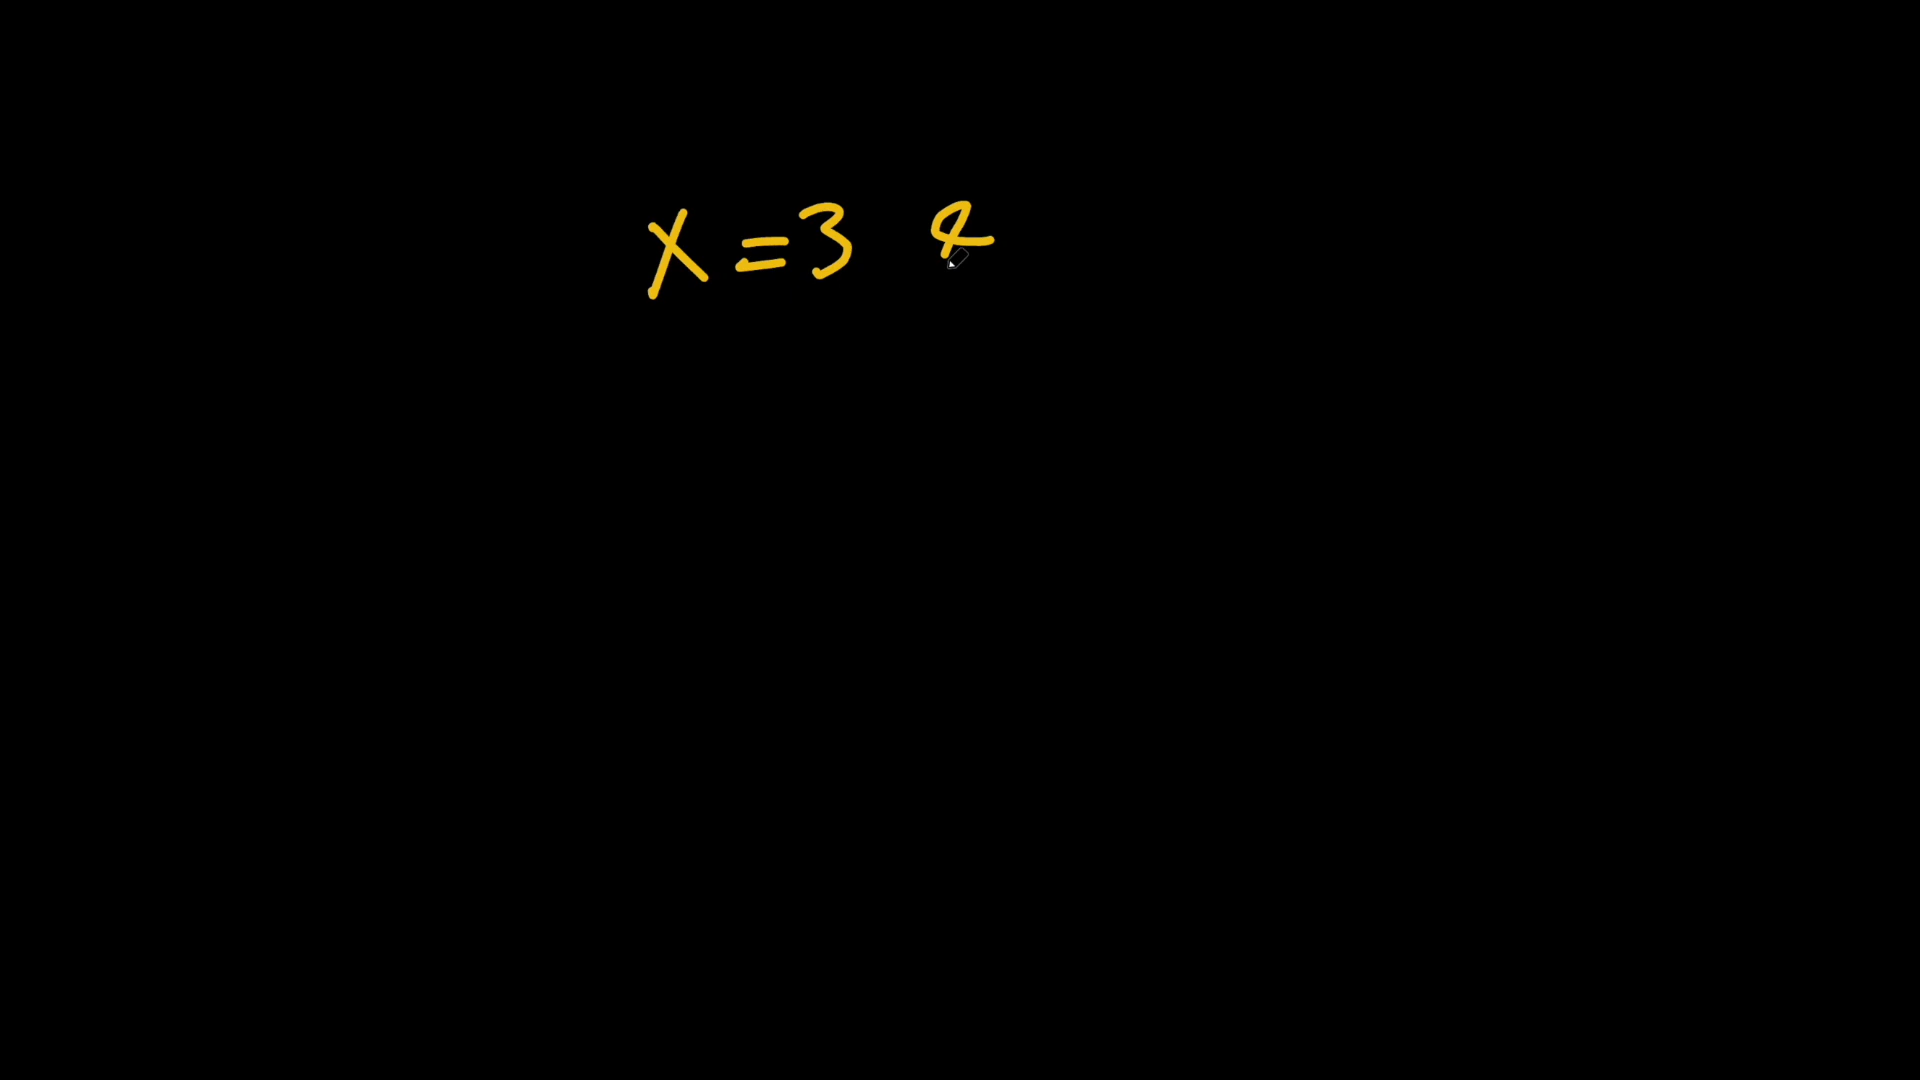 x = 3 &